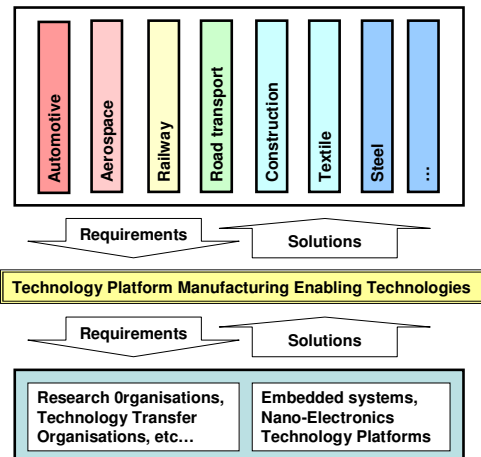 Automotive
Aerospace
Railway
Road transport
Construction
Textile
Steel
...
Requirements
Solutions
Technology Platform Manufacturing Enabling Technologies
Requirements
Solutions
Research 0rganisations,
Technology Transfer
Organisations, etc…
Embedded systems,
Nano-Electronics
Technology Platforms